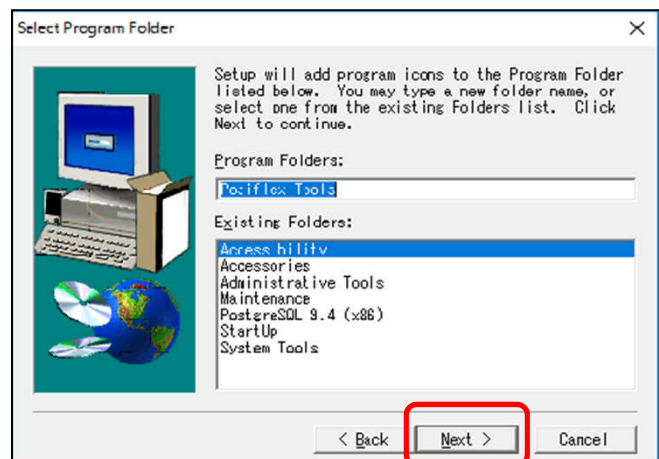 Select Program Folder
Setup will add program icons to the Program Folder
listed below. You may type a new folder name, or
select one from the existing Folders list. Click
Next to continue.
Program Folders:
Posiflex Tools
Existing Folders:
Accessibility
Accessories
Administrative Tools
Maintenance
PostgreSQL 9.4 (x86)
StartUp
System Tools
< Back
Next >
Cancel